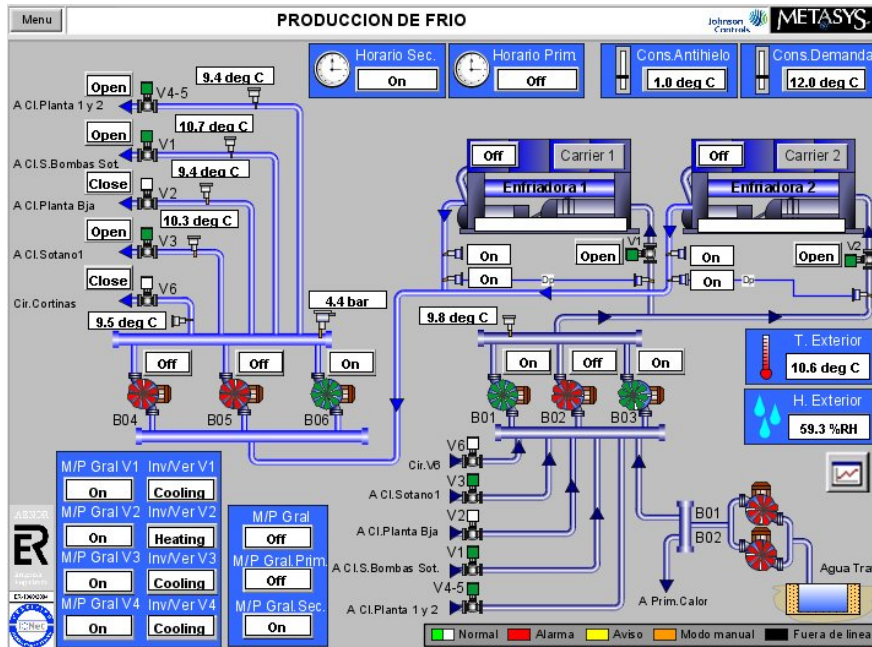 Menu
PRODUCCION DE FRIO
Johnson Controls
METASYS
Horario Sec.
On
Horario Prim.
Off
Cons.Antihielo
1.0 deg C
Cons.Demanda
12.0 deg C
9.4 deg C
Open
V4-5
A Cl.Planta 1 y 2
10.7 deg C
Open
V1
A Cl.S.Bombas Sot.
9.4 deg C
Close
V2
A Cl.Planta Bja
10.3 deg C
Open
V3
A Cl.Sotano1
Close
V6
Cir.Cortinas
9.5 deg C
4.4 bar
Off
Carrier 1
Enfriadora 1
Off
Carrier 2
Enfriadora 2
On
On
Open
V1
Dp
On
On
Open
V2
Dp
9.8 deg C
Off
Off
On
B04
B05
B06
On
Off
On
B01
B02
B03
T. Exterior
10.6 deg C
H. Exterior
59.3 %RH
V6
Cir.V6
V3
A Cl.Sotano1
V2
A Cl.Planta Bja
V1
A Cl.S.Bombas Sot.
V4-5
A Cl.Planta 1 y 2
B01
B02
A Prim.Calor
Agua Tra
M/P Gral V1
Inv/Ver V1
On
Cooling
M/P Gral V2
Inv/Ver V2
On
Heating
M/P Gral V3
Inv/Ver V3
On
Cooling
M/P Gral V4
Inv/Ver V4
On
Cooling
M/P Gral
Off
M/P Gral.Prim.
Off
M/P Gral.Sec.
On
AENOR
ER
Normal
Alarma
Aviso
Modo manual
Fuera de linea